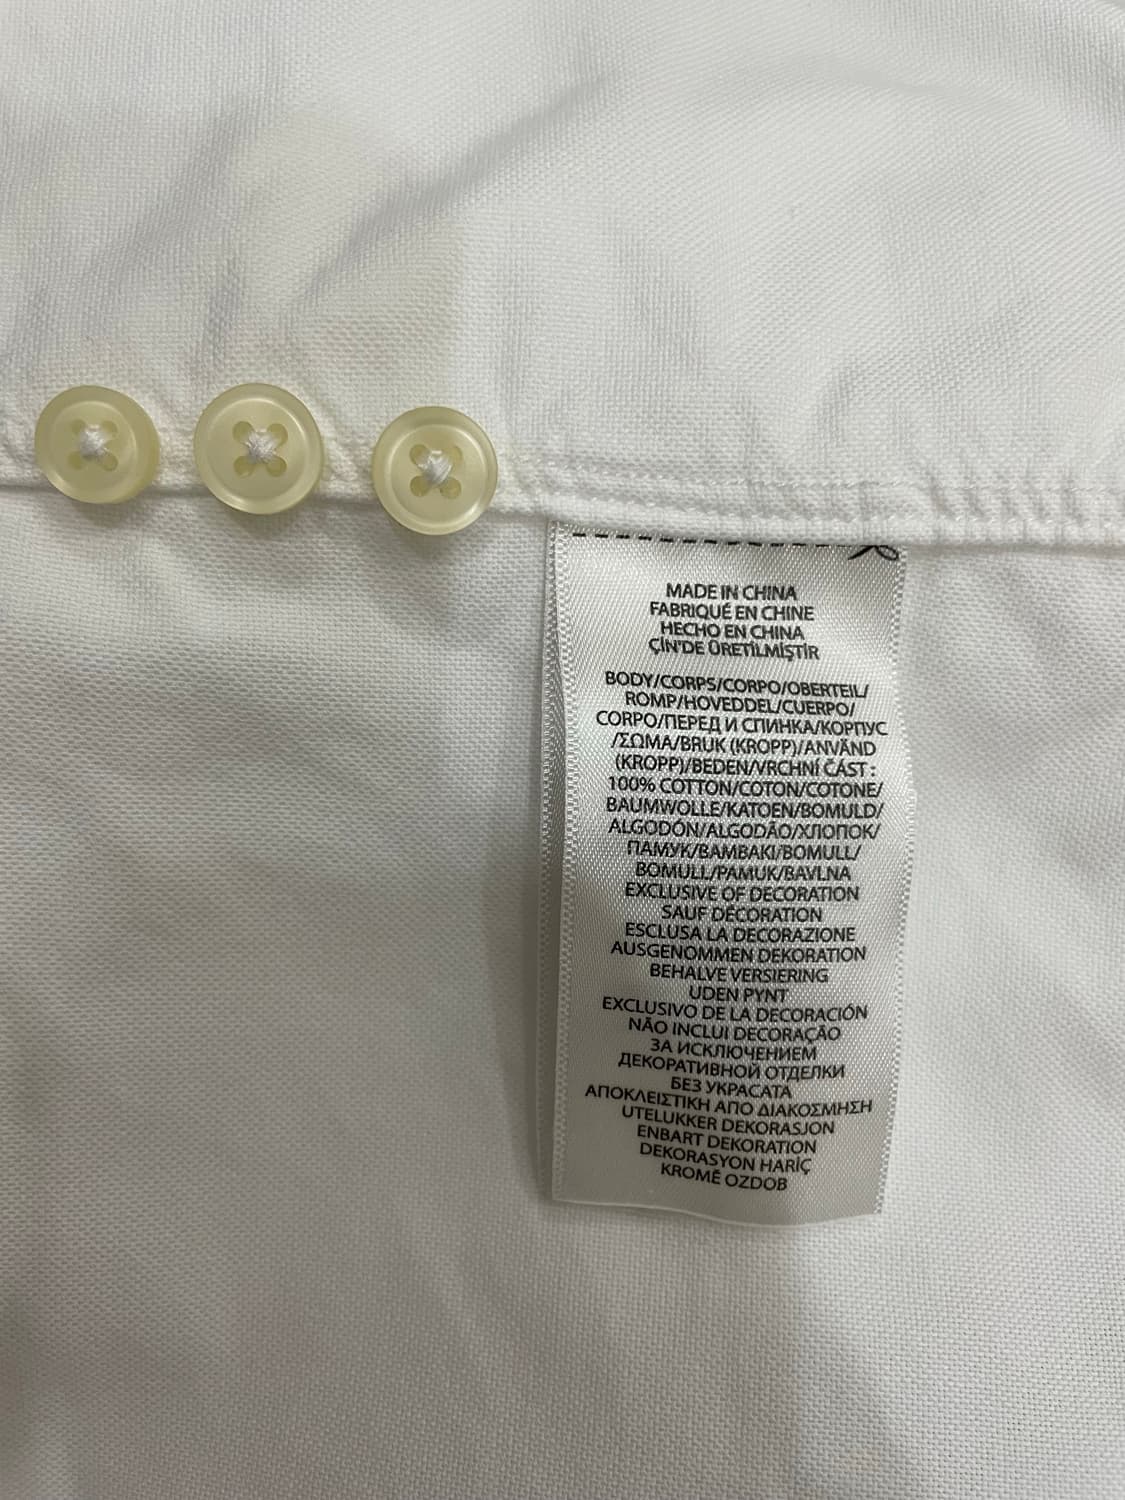 MADE IN CHINA
FABRIQUÉ EN CHINE
HECHO EN CHINA
ÇİN'DE ÜRETİLMİŞTİR
BODY/CORPS/CORPO/OBERTEIL/
ROMP/HOVEDDEL/CUERPO/
CORPO/ПЕРЕД И СПИНКА/КОРПУС
/ΣΩΜΑ/BRUK (KROPP)/ANVÄND
(KROPP)/BEDEN/VRCHNÍ ČÁST :
100% COTTON/COTON/COTONE/
BAUMWOLLE/KATOEN/BOMULD/
ALGODÓN/ALGODÃO/ХЛОПОК/
ПАМУК/ΒΑΜΒΑΚΙ/BOMULL/
BOMULL/PAMUK/BAVLNA
EXCLUSIVE OF DECORATION
SAUF DÉCORATION
ESCLUSA LA DECORAZIONE
AUSGENOMMEN DEKORATION
BEHALVE VERSIERING
UDEN PYNT
EXCLUSIVO DE LA DECORACIÓN
NÃO INCLUI DECORAÇÃO
ЗА ИСКЛЮЧЕНИЕМ
ДЕКОРАТИВНОЙ ОТДЕЛКИ
БЕЗ УКРАСАТА
ΑΠΟΚΛΕΙΣΤΙΚΗ ΑΠΟ ΔΙΑΚΟΣΜΗΣΗ
UTELUKKER DEKORASJON
ENBART DEKORATION
DEKORASYON HARİÇ
KROMĚ OZDOB